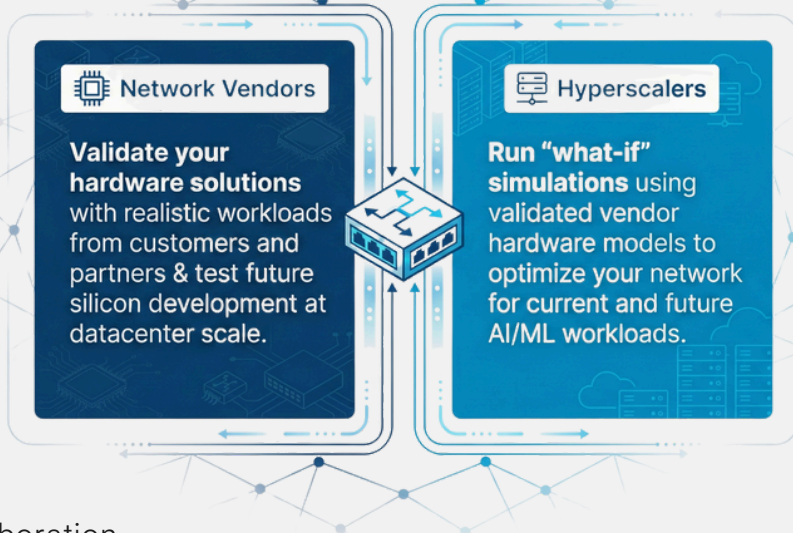 Network Vendors
Validate your
hardware solutions
with realistic workloads
from customers and
partners & test future
silicon development at
datacenter scale.
Hyperscalers
Run “what-if”
simulations using
validated vendor
hardware models to
optimize your network
for current and future
AI/ML workloads.